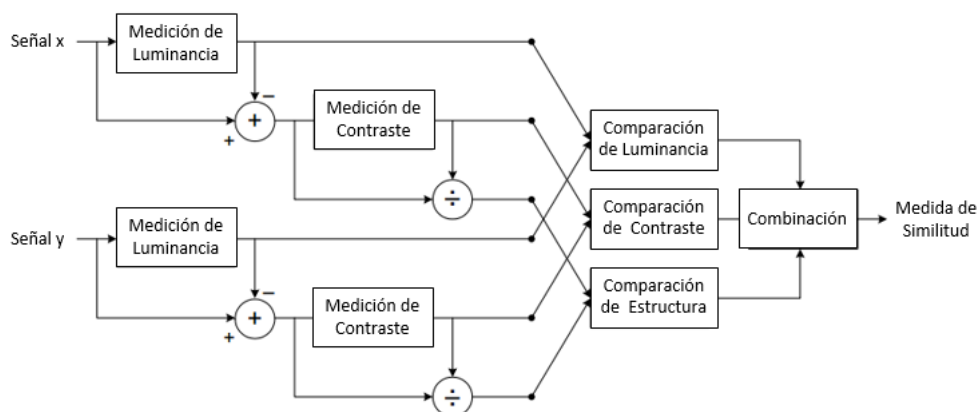 Señal x
Medición de
Luminancia
−
+
+
Medición de
Contraste
÷
Señal y
Medición de
Luminancia
−
+
+
Medición de
Contraste
÷
Comparación
de Luminancia
Comparación
de Contraste
Comparación
de Estructura
Combinación
Medida de
Similitud